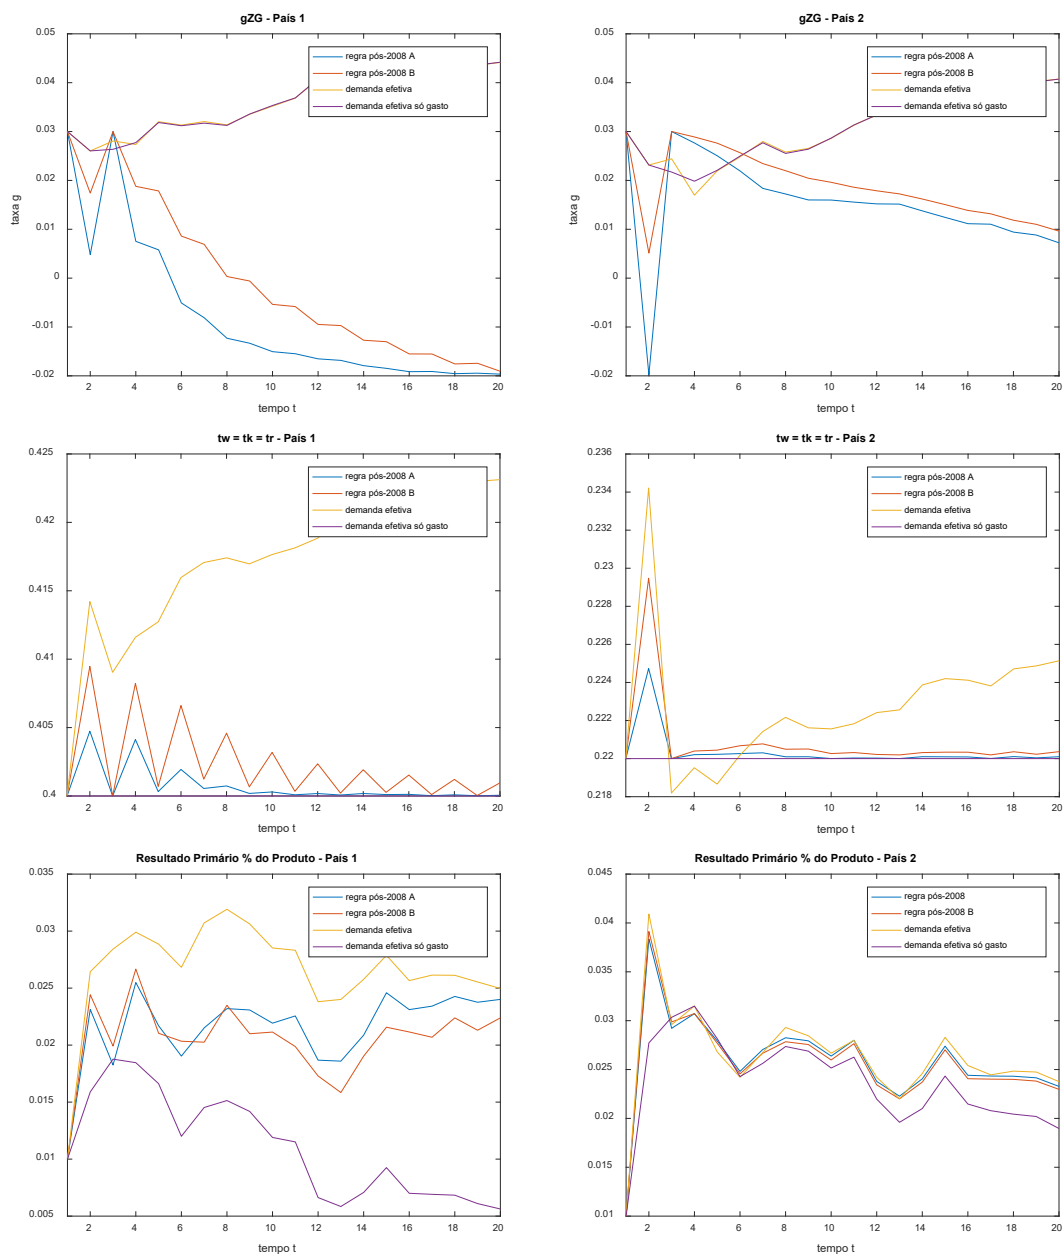 gZG - País 1
0.05
0.04
0.03
0.02
0.01
0
-0.01
-0.02
taxa g
2 4 6 8 10 12 14 16 18 20
tempo t
regra pós-2008 A
regra pós-2008 B
demanda efetiva
demanda efetiva só gasto
gZG - País 2
0.05
0.04
0.03
0.02
0.01
0
-0.01
-0.02
taxa g
2 4 6 8 10 12 14 16 18 20
tempo t
regra pós-2008 A
regra pós-2008 B
demanda efetiva
demanda efetiva só gasto
tw = tk = tr - País 1
0.425
0.42
0.415
0.41
0.405
0.4
2 4 6 8 10 12 14 16 18 20
tempo t
regra pós-2008 A
regra pós-2008 B
demanda efetiva
demanda efetiva só gasto
tw = tk = tr - País 2
0.236
0.234
0.232
0.23
0.228
0.226
0.224
0.222
0.22
0.218
2 4 6 8 10 12 14 16 18 20
tempo t
regra pós-2008 A
regra pós-2008 B
demanda efetiva
demanda efetiva só gasto
Resultado Primário % do Produto - País 1
0.035
0.03
0.025
0.02
0.015
0.01
0.005
2 4 6 8 10 12 14 16 18 20
tempo t
regra pós-2008 A
regra pós-2008 B
demanda efetiva
demanda efetiva só gasto
Resultado Primário % do Produto - País 2
0.045
0.04
0.035
0.03
0.025
0.02
0.015
0.01
2 4 6 8 10 12 14 16 18 20
tempo t
regra pós-2008
regra pós-2008 B
demanda efetiva
demanda efetiva só gasto